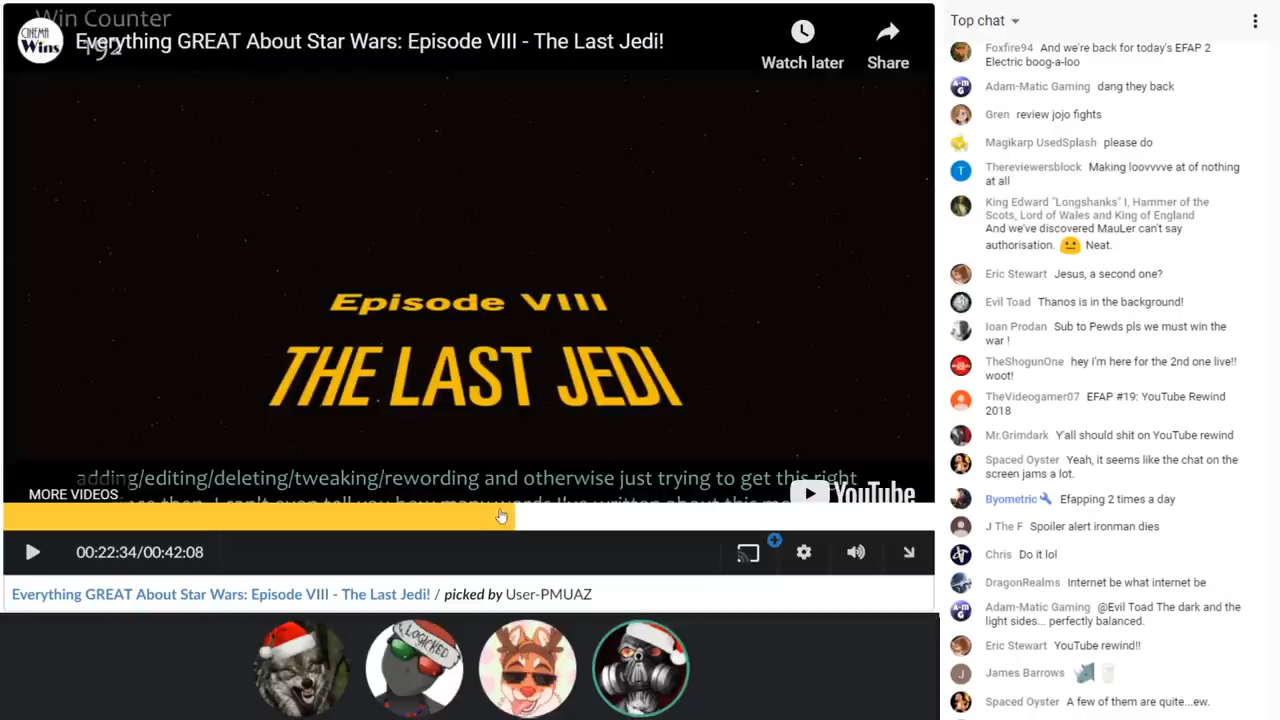 Win Counter
192
CINEMA
WINS
Everything GREAT About Star Wars: Episode VIII - The Last Jedi!
Watch later
Share
Episode VIII
THE LAST JEDI
adding/editing/deleting/tweaking/rewording and otherwise just trying to get this right
MORE VIDEOS
YouTube
00:22:34/00:42:08
Everything GREAT About Star Wars: Episode VIII - The Last Jedi! / picked by User-PMUAZ
LOGICKED
Top chat
Foxfire94 And we're back for today's EFAP 2
Electric boog-a-loo
Adam-Matic Gaming dang they back
Gren review jojo fights
Magikarp UsedSplash please do
T
Thereviewersblock Making loovvvve at of nothing
at all
King Edward "Longshanks" I, Hammer of the
Scots, Lord of Wales and King of England
And we've discovered MauLer can't say
authorisation. 😐 Neat.
Eric Stewart Jesus, a second one?
Evil Toad Thanos is in the background!
Ioan Prodan Sub to Pewds pls we must win the
war !
TheShogunOne hey I'm here for the 2nd one live!!
woot!
TheVideogamer07 EFAP #19: YouTube Rewind
2018
Mr.Grimdark Y'all should shit on YouTube rewind
Spaced Oyster Yeah, it seems like the chat on the
screen jams a lot.
Byometric Efapping 2 times a day
J The F Spoiler alert ironman dies
Chris Do it lol
DragonRealms Internet be what internet be
Adam-Matic Gaming @Evil Toad The dark and the
light sides... perfectly balanced.
Eric Stewart YouTube rewind!!
J
James Barrows
Spaced Oyster A few of them are quite...ew.